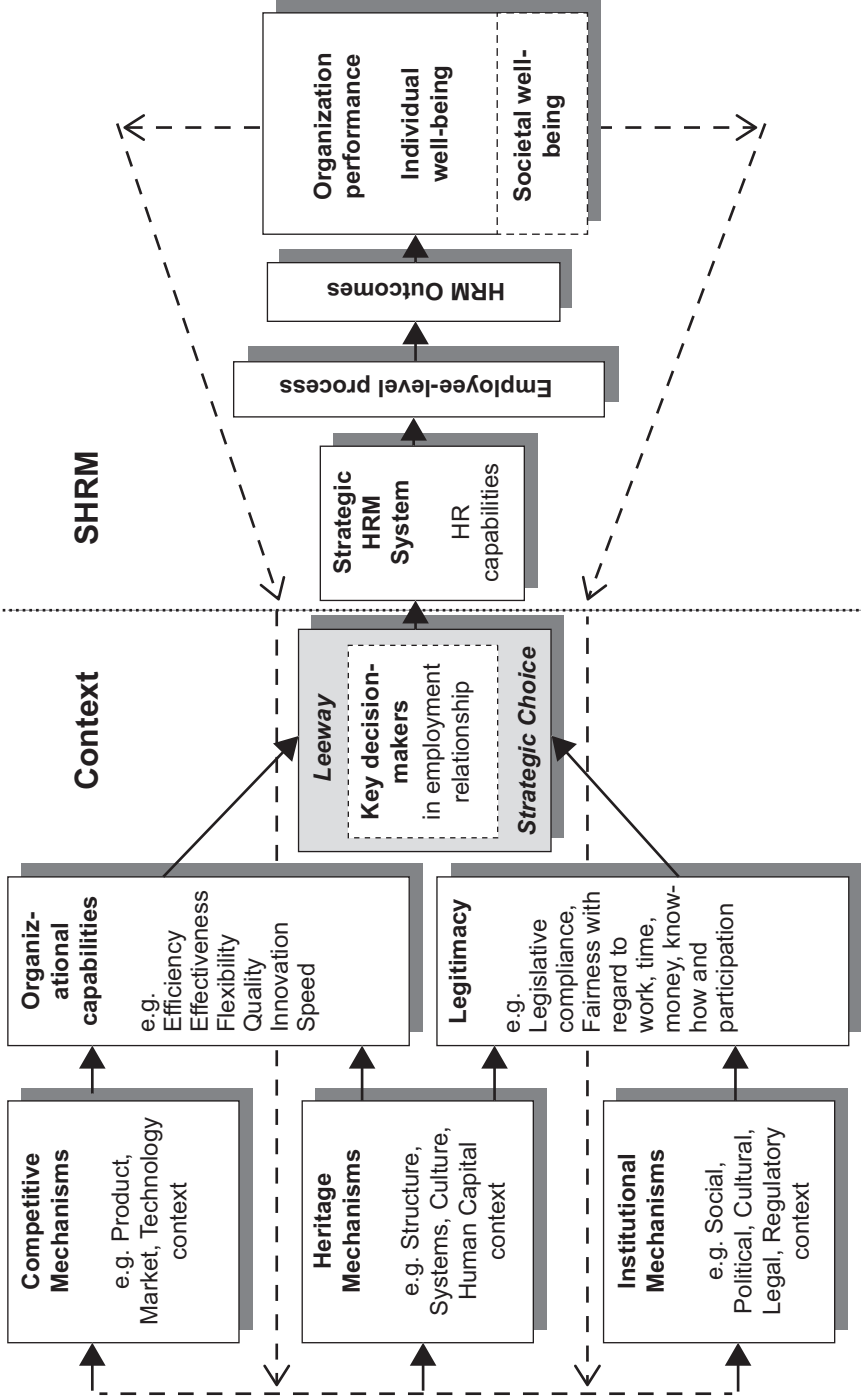 Context
SHRM
Competitive
Mechanisms
e.g. Product,
Market, Technology
context
Heritage
Mechanisms
e.g. Structure,
Systems, Culture,
Human Capital
context
Institutional
Mechanisms
e.g. Social,
Political, Cultural,
Legal, Regulatory
context
Organiz-
ational
capabilities
e.g.
Efficiency
Effectiveness
Flexibility
Quality
Innovation
Speed
Legitimacy
e.g.
Legislative
compliance,
Fairness with
regard to
work, time,
money, know-
how and
participation
Leeway
Key decision-
makers
in employment
relationship
Strategic Choice
Strategic
HRM
System
HR
capabilities
Employee-level process
HRM Outcomes
Organization
performance
Individual
well-being
Societal well-
being